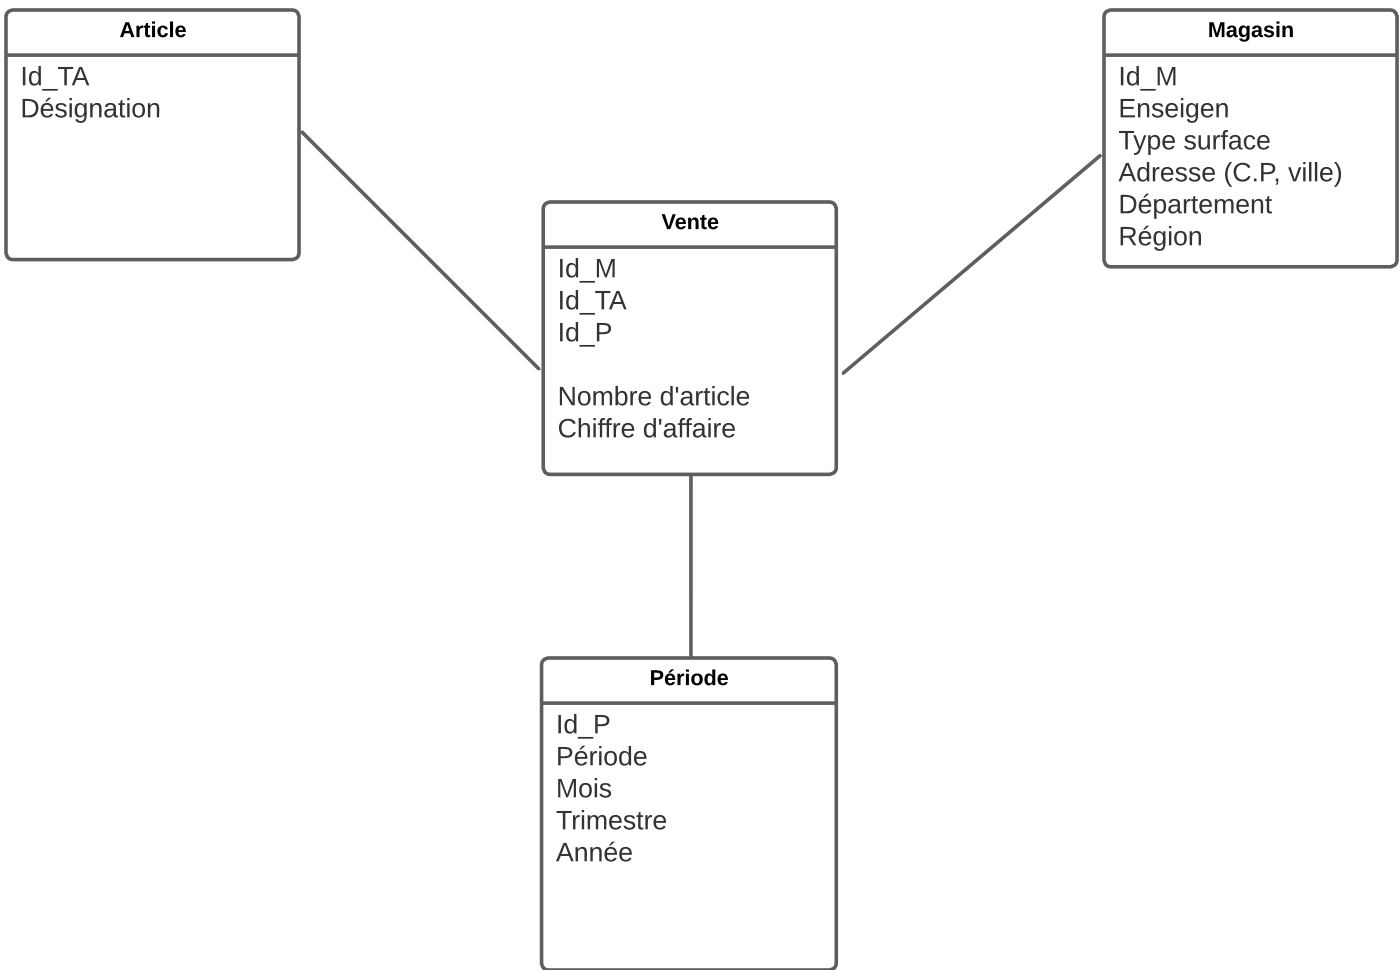 Article
Id_TA
Désignation
Magasin
Id_M
Enseigen
Type surface
Adresse (C.P, ville)
Département
Région
Vente
Id_M
Id_TA
Id_P
Nombre d'article
Chiffre d'affaire
Période
Id_P
Période
Mois
Trimestre
Année